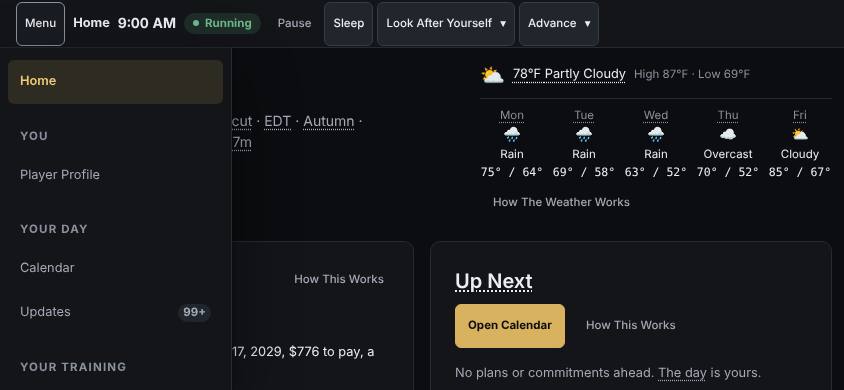 Menu Home 9:00 AM Running Pause Sleep Look After Yourself Advance
Home
YOU
Player Profile
YOUR DAY
Calendar
Updates 99+
YOUR TRAINING
cut · EDT · Autumn ·
7m
78°F Partly Cloudy High 87°F · Low 69°F
Mon Tue Wed Thu Fri
Rain Rain Rain Overcast Cloudy
75° / 64° 69° / 58° 63° / 52° 70° / 52° 85° / 67°
How The Weather Works
How This Works
17, 2029, $776 to pay, a
Up Next
Open Calendar How This Works
No plans or commitments ahead. The day is yours.